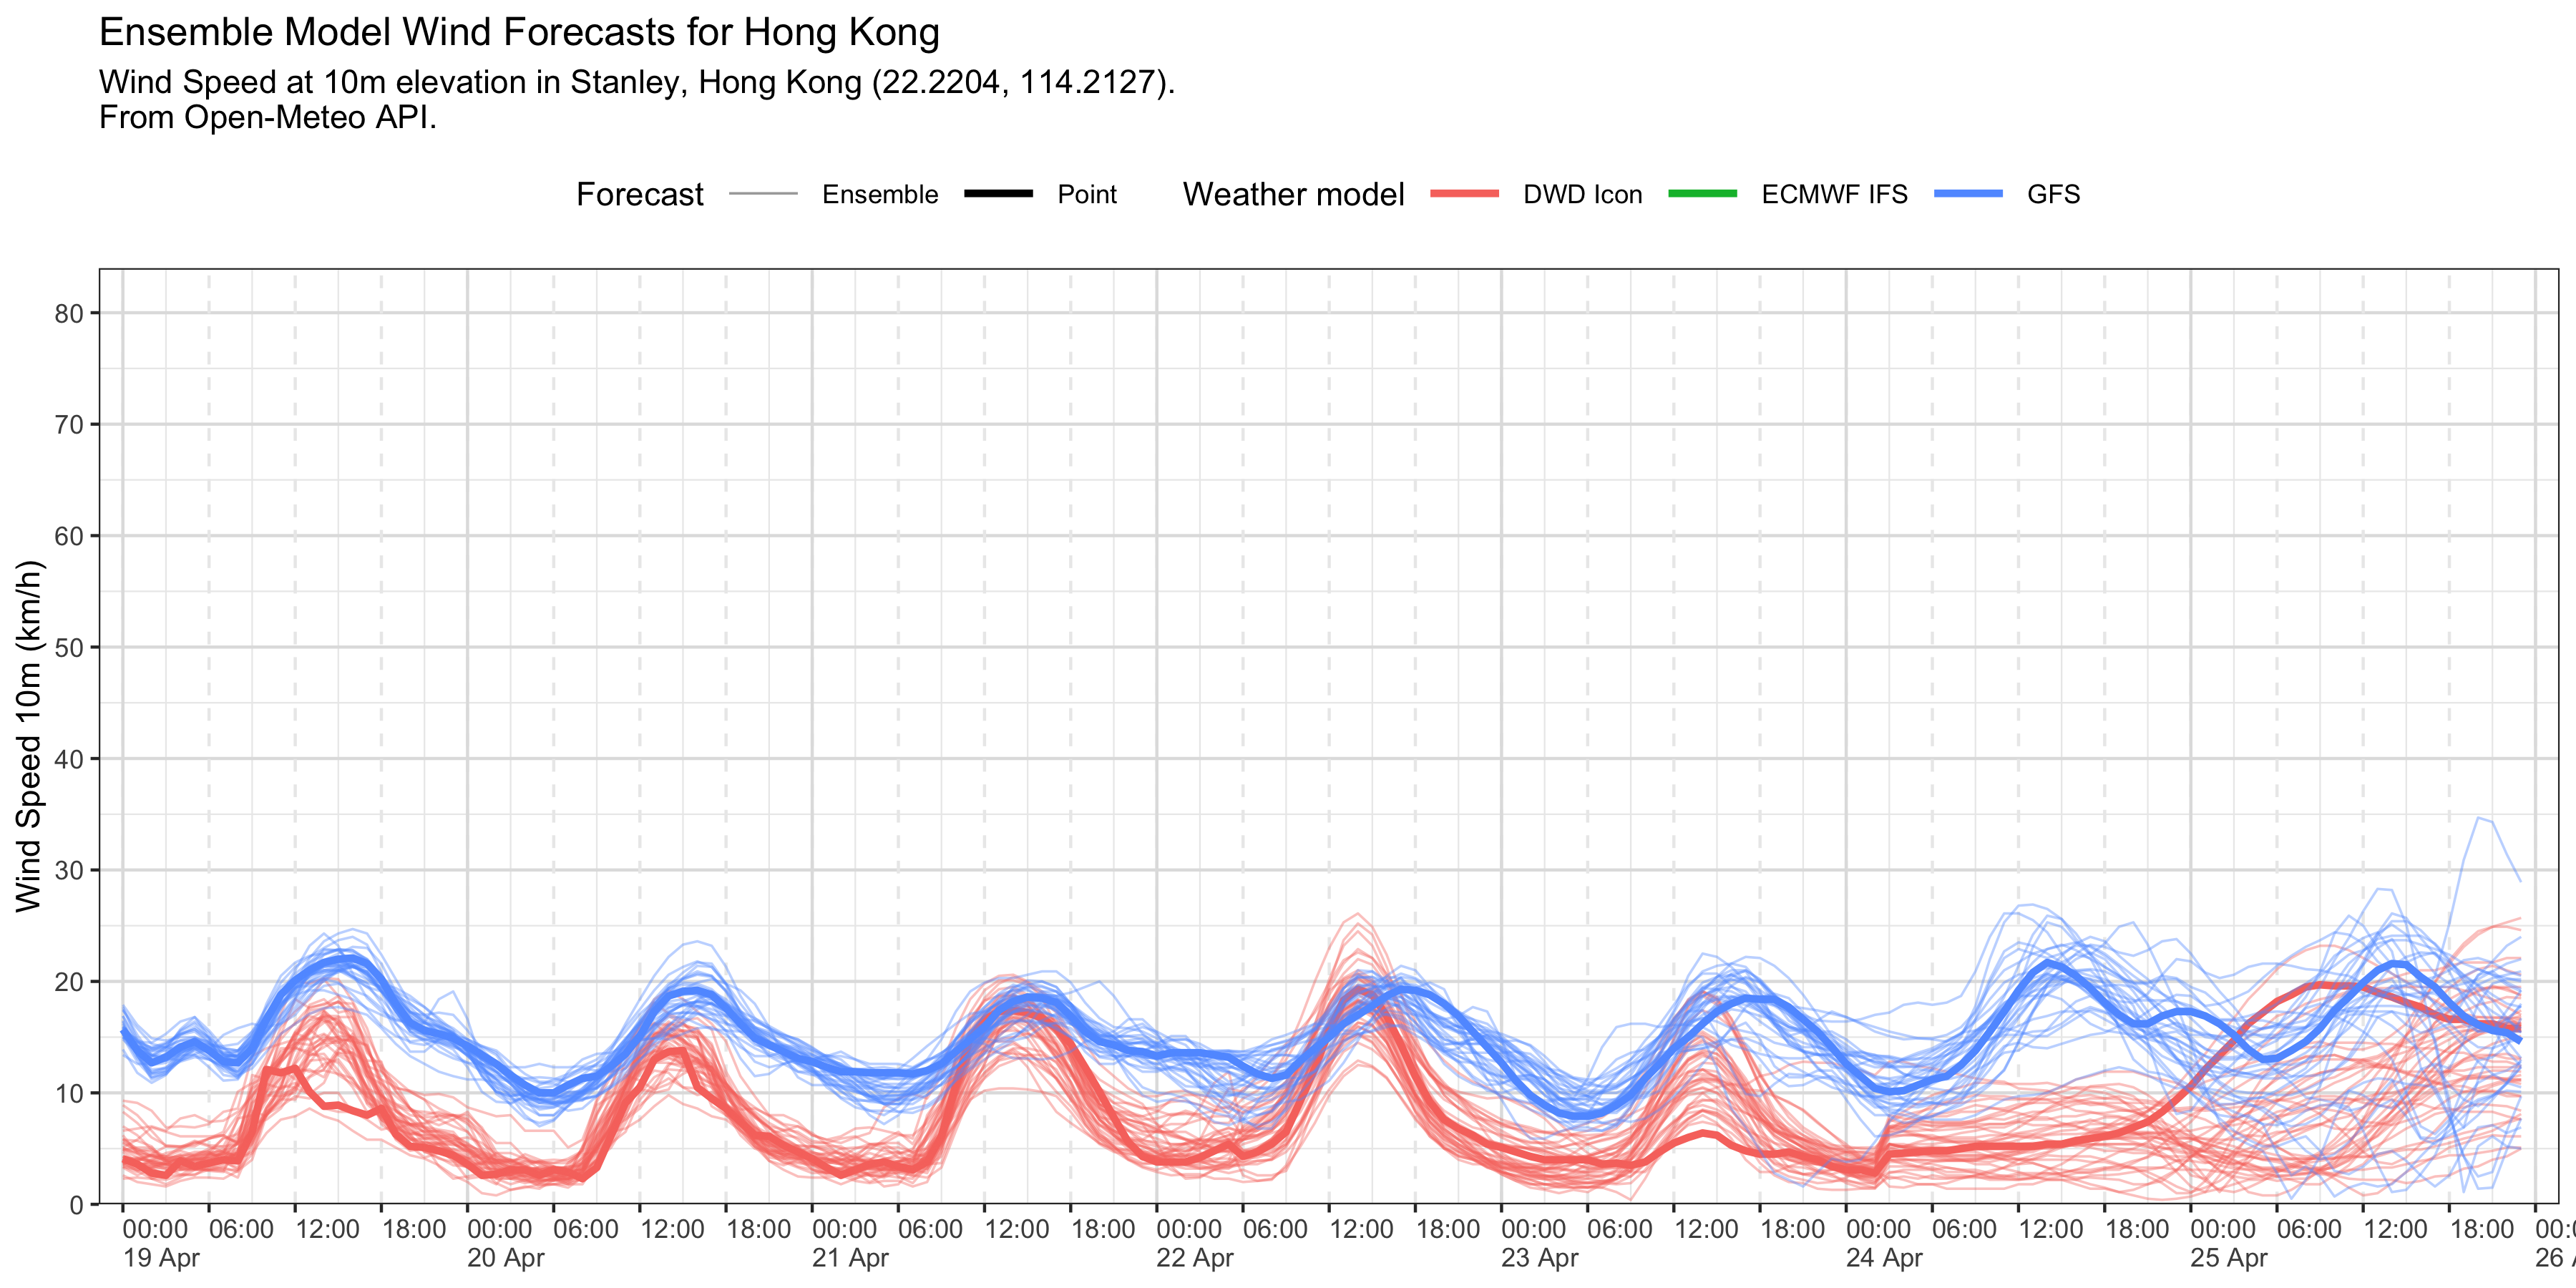 Ensemble Model Wind Forecasts for Hong Kong
Wind Speed at 10m elevation in Stanley, Hong Kong (22.2204, 114.2127).
From Open-Meteo API.
Forecast Ensemble Point Weather model DWD Icon ECMWF IFS GFS
Wind Speed 10m (km/h)
80
70
60
50
40
30
20
10
0
00:00 06:00 12:00 18:00 00:00 06:00 12:00 18:00 00:00 06:00 12:00 18:00 00:00 06:00 12:00 18:00 00:00 06:00 12:00 18:00 00:00 06:00 12:00 18:00 00:00 06:00 12:00 18:00
19 Apr 20 Apr 21 Apr 22 Apr 23 Apr 24 Apr 25 Apr 26